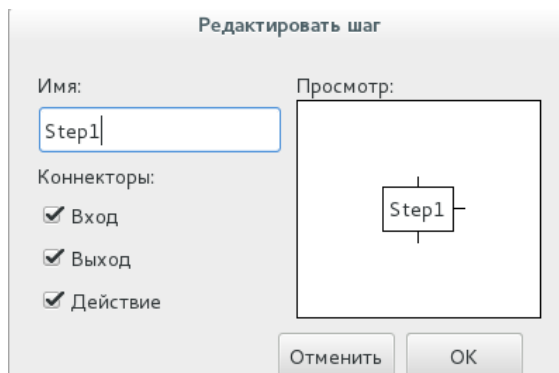 Редактировать шаг
Имя:
Просмотр:
Step1
Коннекторы:
Вход
Выход
Действие
Step1
Отменить
OK